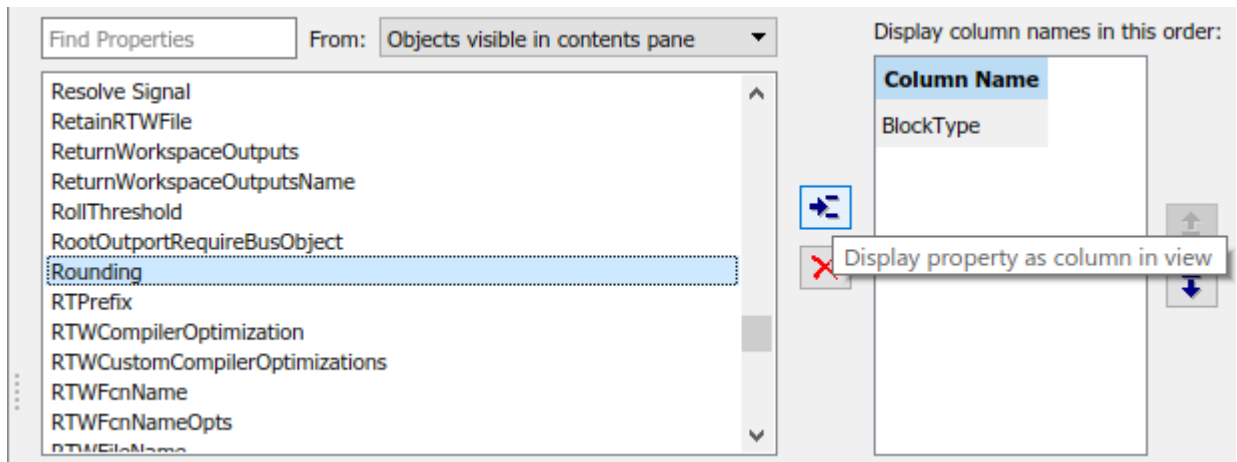 Find Properties From: Objects visible in contents pane
Display column names in this order:
Resolve Signal
RetainRTWFile
ReturnWorkspaceOutputs
ReturnWorkspaceOutputsName
RollThreshold
RootOutportRequireBusObject
Rounding
RTPrefix
RTWCompilerOptimization
RTWCustomCompilerOptimizations
RTWFcnName
RTWFcnNameOpts
RTWFileName
Column Name
BlockType
Display property as column in view